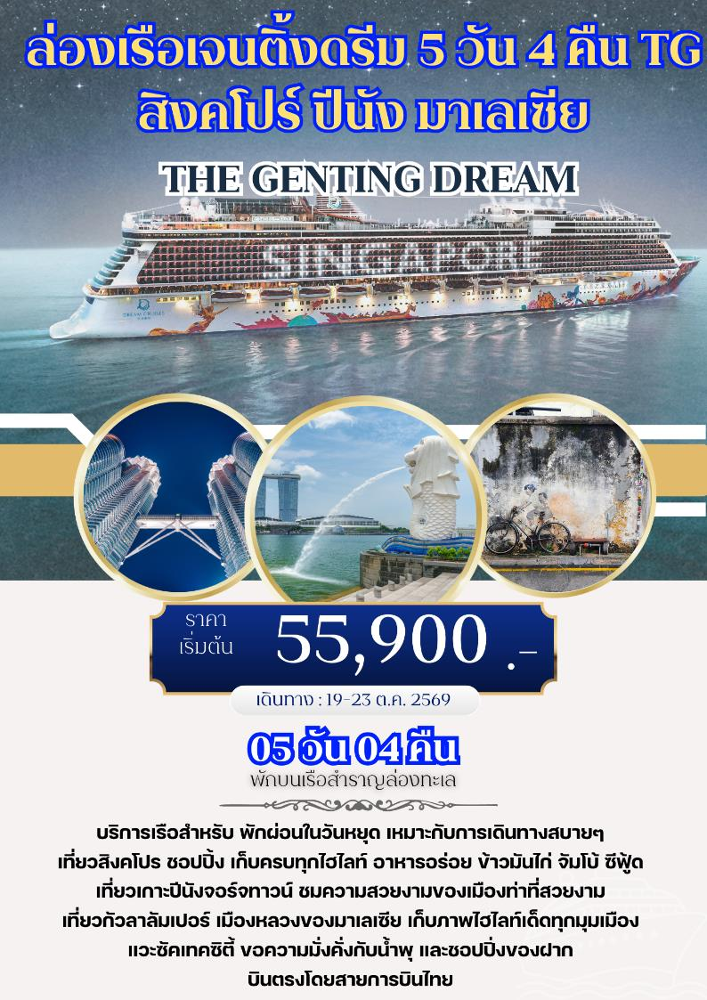 ล่องเรือเจนติ้งดรีม 5 วัน 4 คืน TG
สิงคโปร์ ปีนัง มาเลเซีย
THE GENTING DREAM
SINGAPORE
DREAM CRUISES
ราคา
เริ่มต้น
55,900 .-
เดินทาง : 19-23 ต.ค. 2569
05 วัน 04 คืน
พักบนเรือสำราญล่องทะเล
บริการเรือสำหรับ พักผ่อนในวันหยุด เหมาะกับการเดินทางสบายๆ
เที่ยวสิงคโปร ชอปปิ้ง เก็บครบทุกไฮไลท์ อาหารอร่อย ข้าวมันไก่ จัมโบ้ ซีฟู้ด
เที่ยวเกาะปีนังจอร์จทาวน์ ชมความสวยงามของเมืองท่าที่สวยงาม
เที่ยวกัวลาลัมเปอร์ เมืองหลวงของมาเลเซีย เก็บภาพไฮไลท์เด็ดทุกมุมเมือง
แวะซัคเทคซิตี้ ขอความมั่งคั่งกับน้ำพุ และชอปปิ่งของฝาก
บินตรงโดยสายการบินไทย